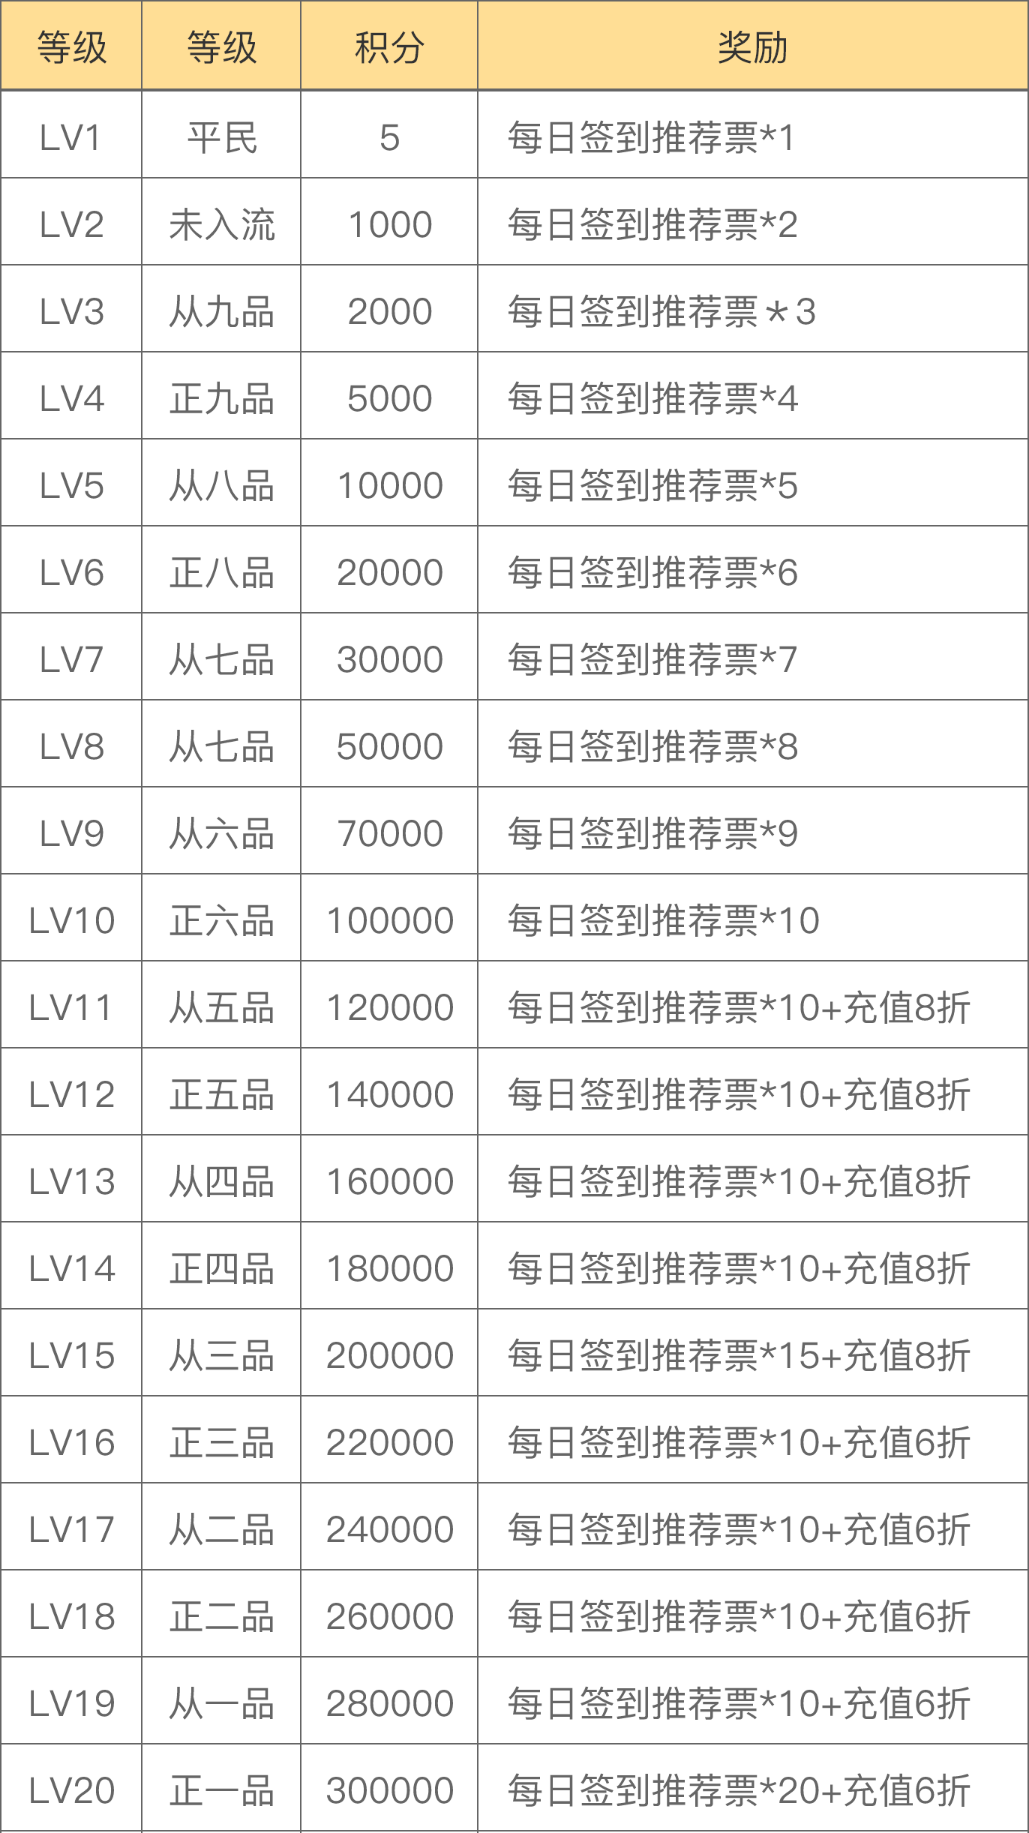 等级 等级 积分 奖励
LV1 平民 5 每日签到推荐票*1
LV2 未入流 1000 每日签到推荐票*2
LV3 从九品 2000 每日签到推荐票＊3
LV4 正九品 5000 每日签到推荐票*4
LV5 从八品 10000 每日签到推荐票*5
LV6 正八品 20000 每日签到推荐票*6
LV7 从七品 30000 每日签到推荐票*7
LV8 从七品 50000 每日签到推荐票*8
LV9 从六品 70000 每日签到推荐票*9
LV10 正六品 100000 每日签到推荐票*10
LV11 从五品 120000 每日签到推荐票*10+充值8折
LV12 正五品 140000 每日签到推荐票*10+充值8折
LV13 从四品 160000 每日签到推荐票*10+充值8折
LV14 正四品 180000 每日签到推荐票*10+充值8折
LV15 从三品 200000 每日签到推荐票*15+充值8折
LV16 正三品 220000 每日签到推荐票*10+充值6折
LV17 从二品 240000 每日签到推荐票*10+充值6折
LV18 正二品 260000 每日签到推荐票*10+充值6折
LV19 从一品 280000 每日签到推荐票*10+充值6折
LV20 正一品 300000 每日签到推荐票*20+充值6折